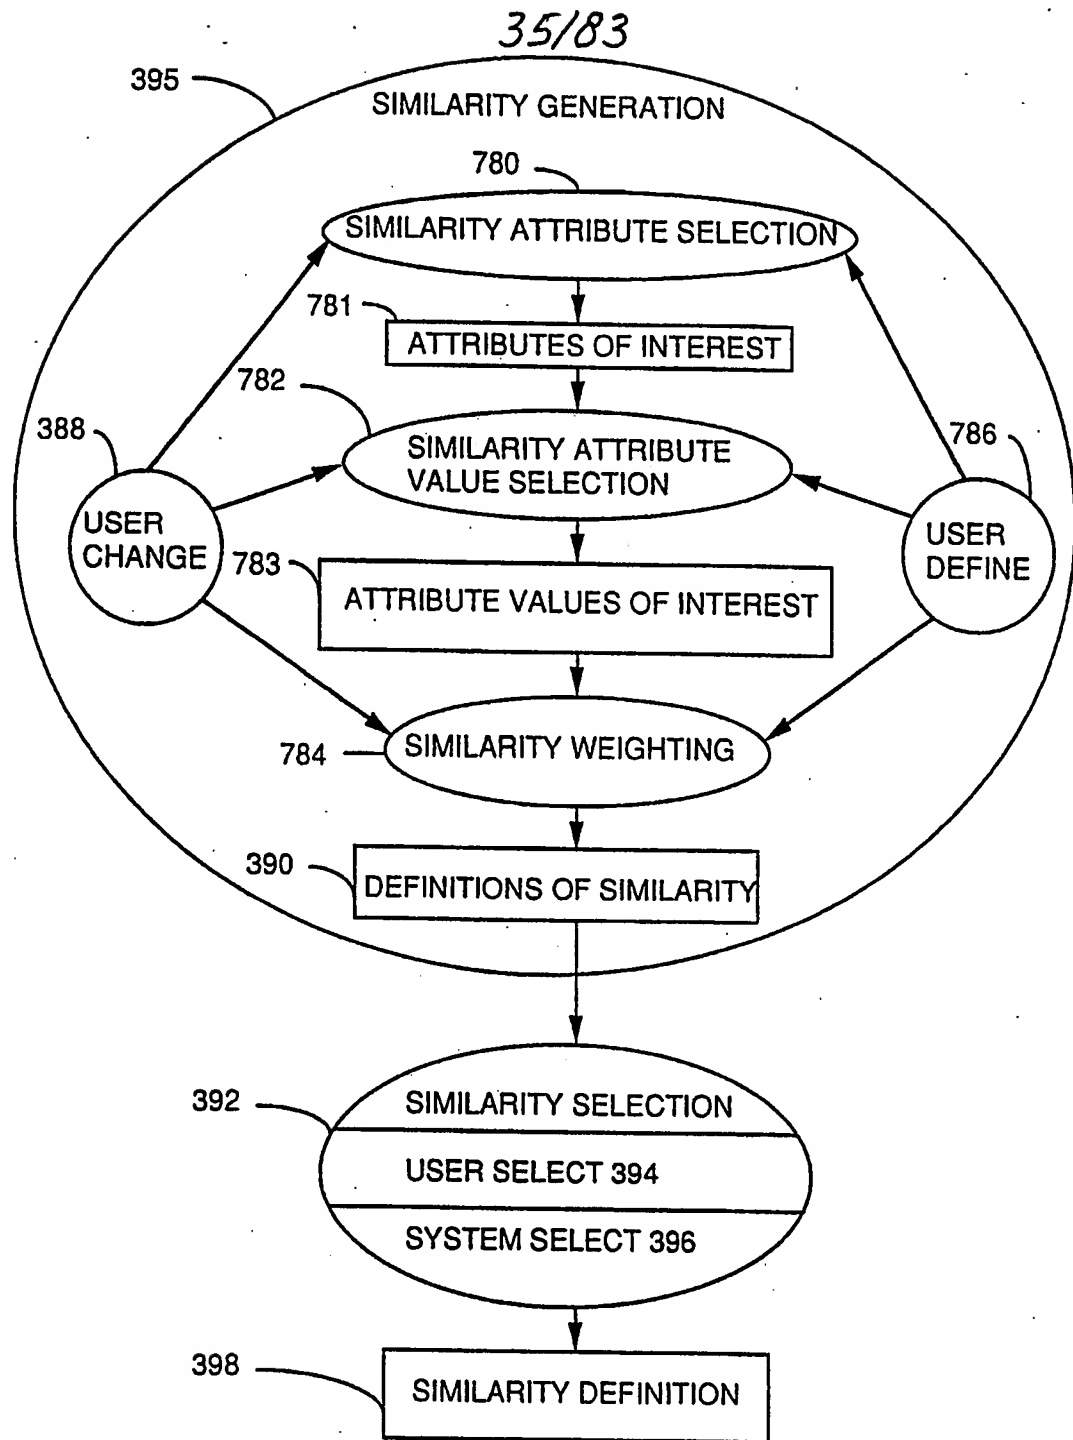 35/83
395
SIMILARITY GENERATION
780
SIMILARITY ATTRIBUTE SELECTION
781
ATTRIBUTES OF INTEREST
782
388
SIMILARITY ATTRIBUTE
VALUE SELECTION
786
USER
CHANGE
USER
DEFINE
783
ATTRIBUTE VALUES OF INTEREST
784
SIMILARITY WEIGHTING
390
DEFINITIONS OF SIMILARITY
392
SIMILARITY SELECTION
USER SELECT 394
SYSTEM SELECT 396
398
SIMILARITY DEFINITION